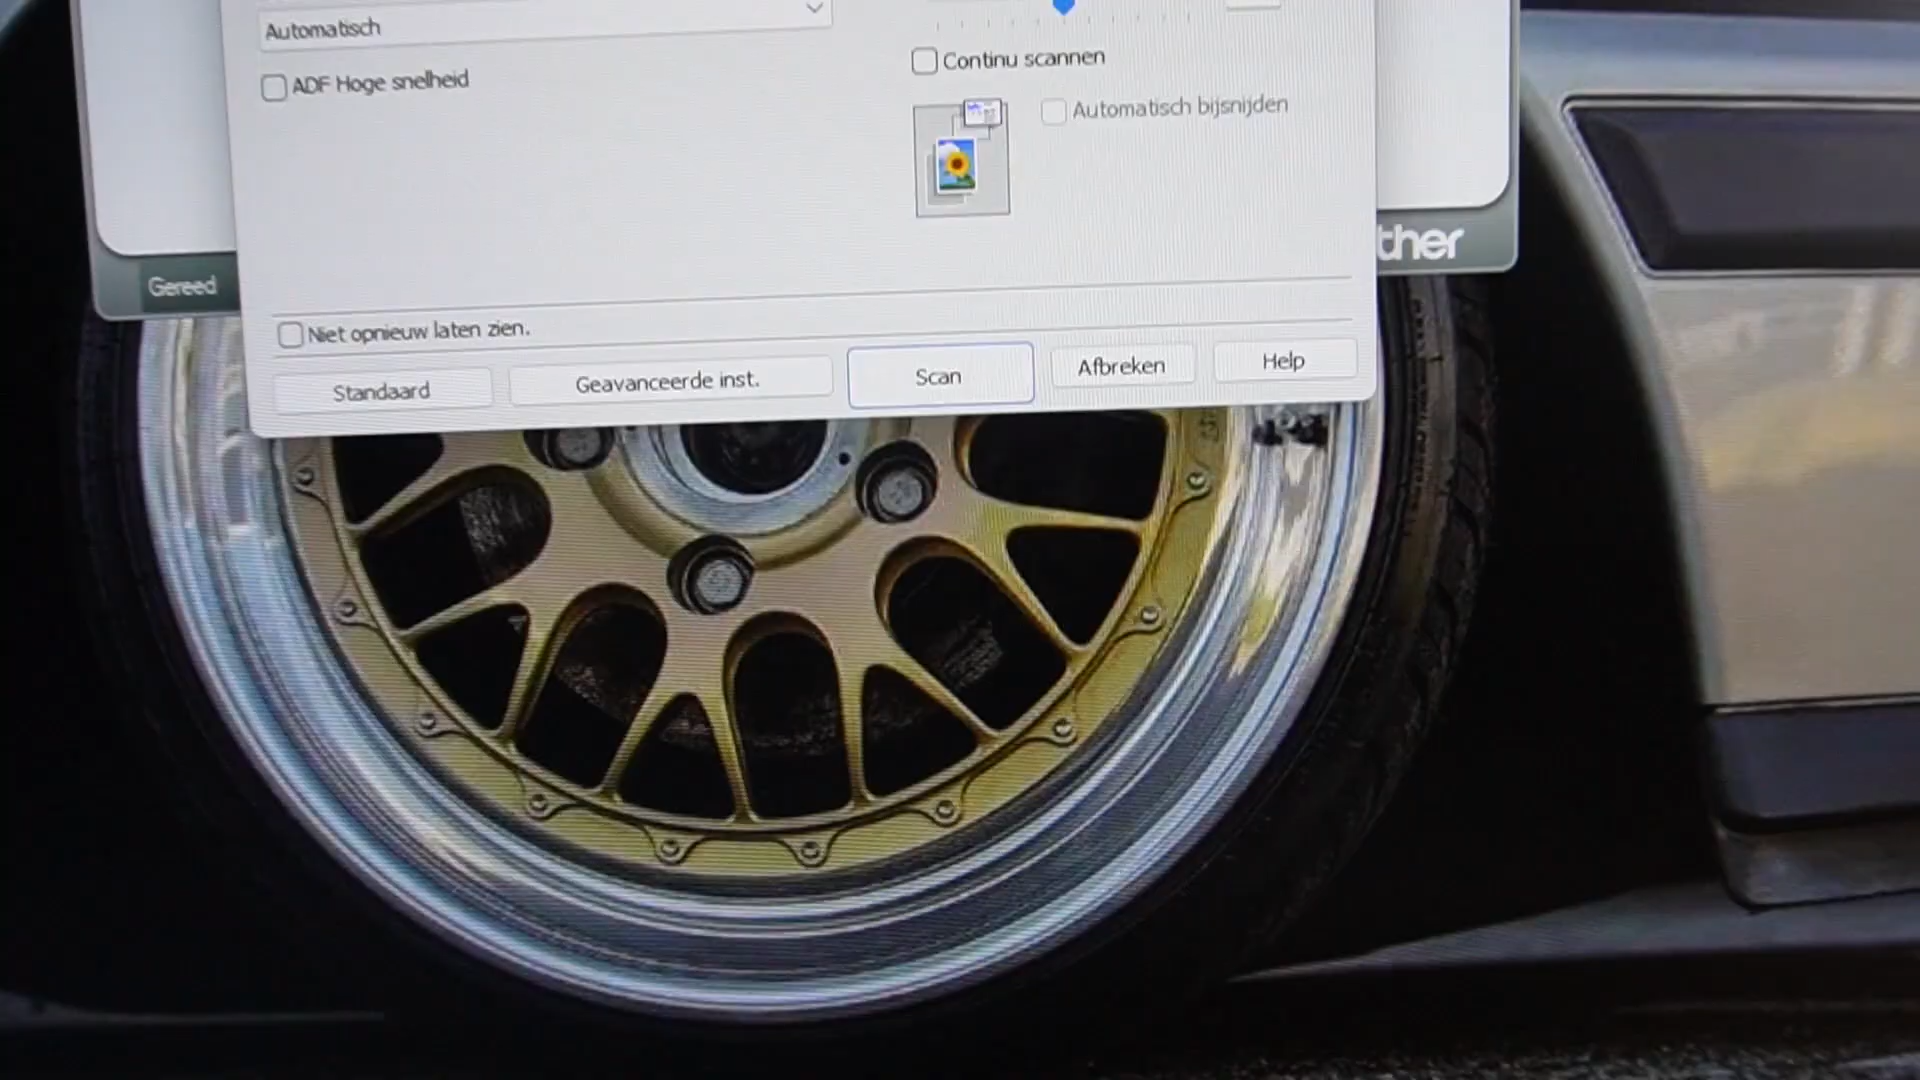 Automatisch
ADF Hoge snelheid
Continu scannen
Automatisch bijsnijden
ther
Gereed
Niet opnieuw laten zien.
Standaard
Geavanceerde inst.
Scan
Afbreken
Help